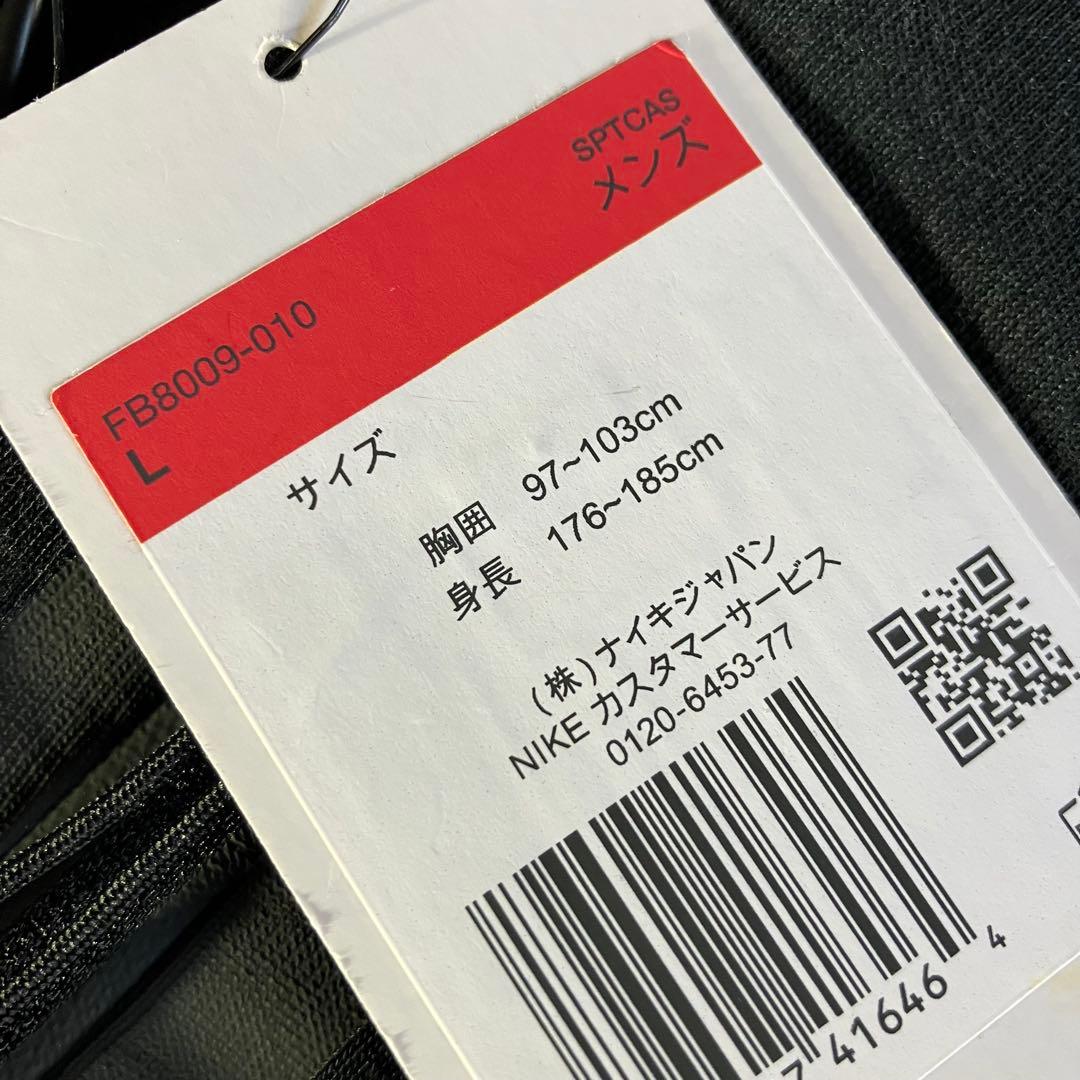 SPTCAS
メンズ
FB8009-010
L
サイズ
胸囲 97~103cm
身長 176~185cm
(株)ナイキジャパン
NIKE カスタマーサービス
0120-6453-77
741646 4